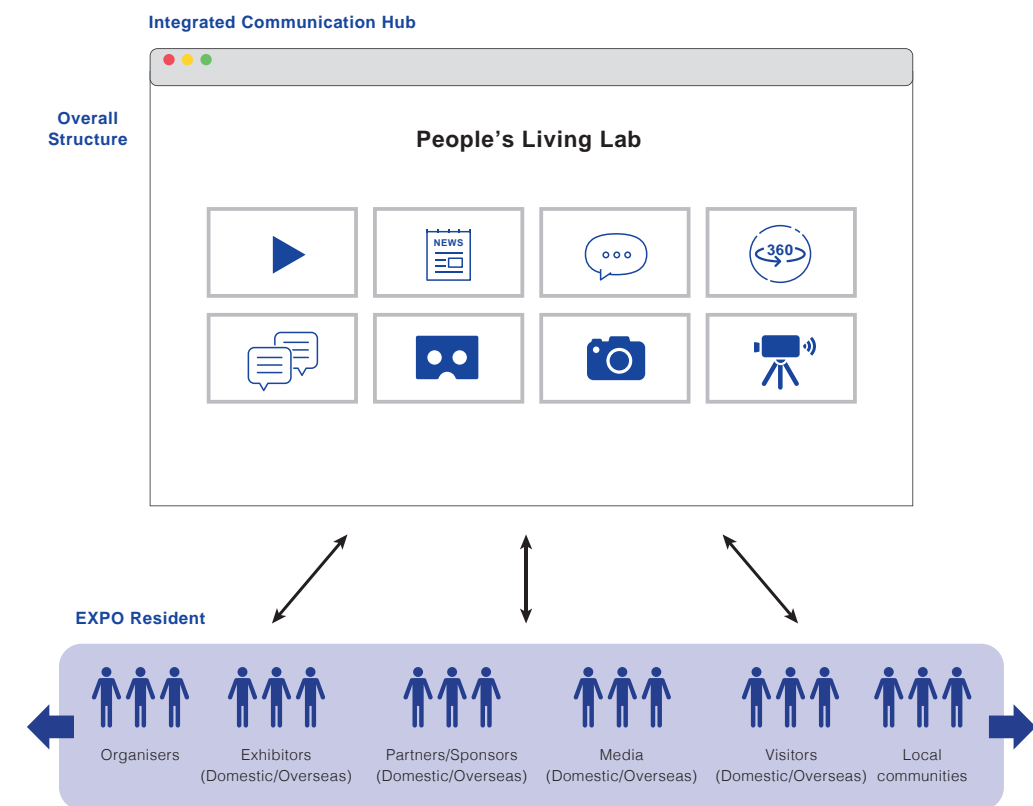 Integrated Communication Hub
Overall
Structure
People's Living Lab
NEWS
360
EXPO Resident
Organisers
Exhibitors
(Domestic/Overseas)
Partners/Sponsors
(Domestic/Overseas)
Media
(Domestic/Overseas)
Visitors
(Domestic/Overseas)
Local
communities